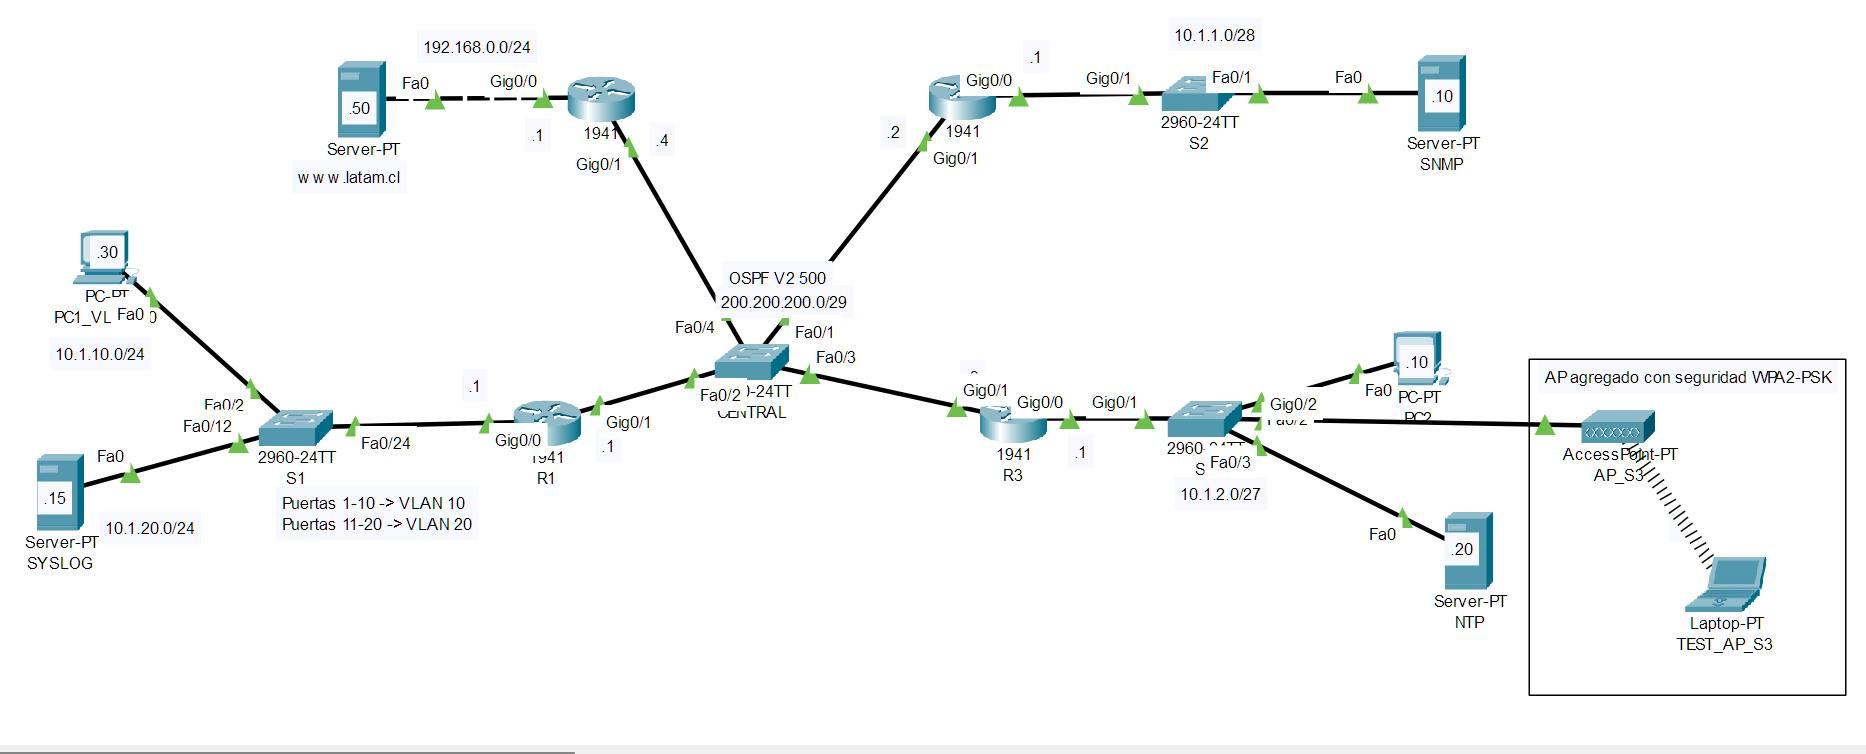 192.168.0.0/24
Fa0
Gig0/0
.50
.1
1941
.4
Gig0/1
Server-PT
www.latam.cl
10.1.1.0/28
.1
Gig0/0
Gig0/1
Fa0/1
Fa0
.10
.2
1941
Gig0/1
2960-24TT
S2
Server-PT
SNMP
.30
PC-PT
PC1_VL
Fa0
10.1.10.0/24
OSPF V2 500
200.200.200.0/29
Fa0/4
Fa0/1
Fa0/3
Fa0/2
-24TT
CENTRAL
.1
Fa0/2
Fa0/12
Fa0/24
Gig0/0
Gig0/1
.1
1941
R1
2960-24TT
S1
Fa0
.15
10.1.20.0/24
Server-PT
SYSLOG
Puertas 1-10 -> VLAN 10
Puertas 11-20 -> VLAN 20
Gig0/1
Gig0/0
Gig0/1
.1
1941
R3
Gig0/2
Fa0/2
Fa0/3
10.1.2.0/27
.10
Fa0
PC-PT
PC2
Fa0
.20
Server-PT
NTP
AP agregado con seguridad WPA2-PSK
AccessPoint-PT
AP_S3
Laptop-PT
TEST_AP_S3